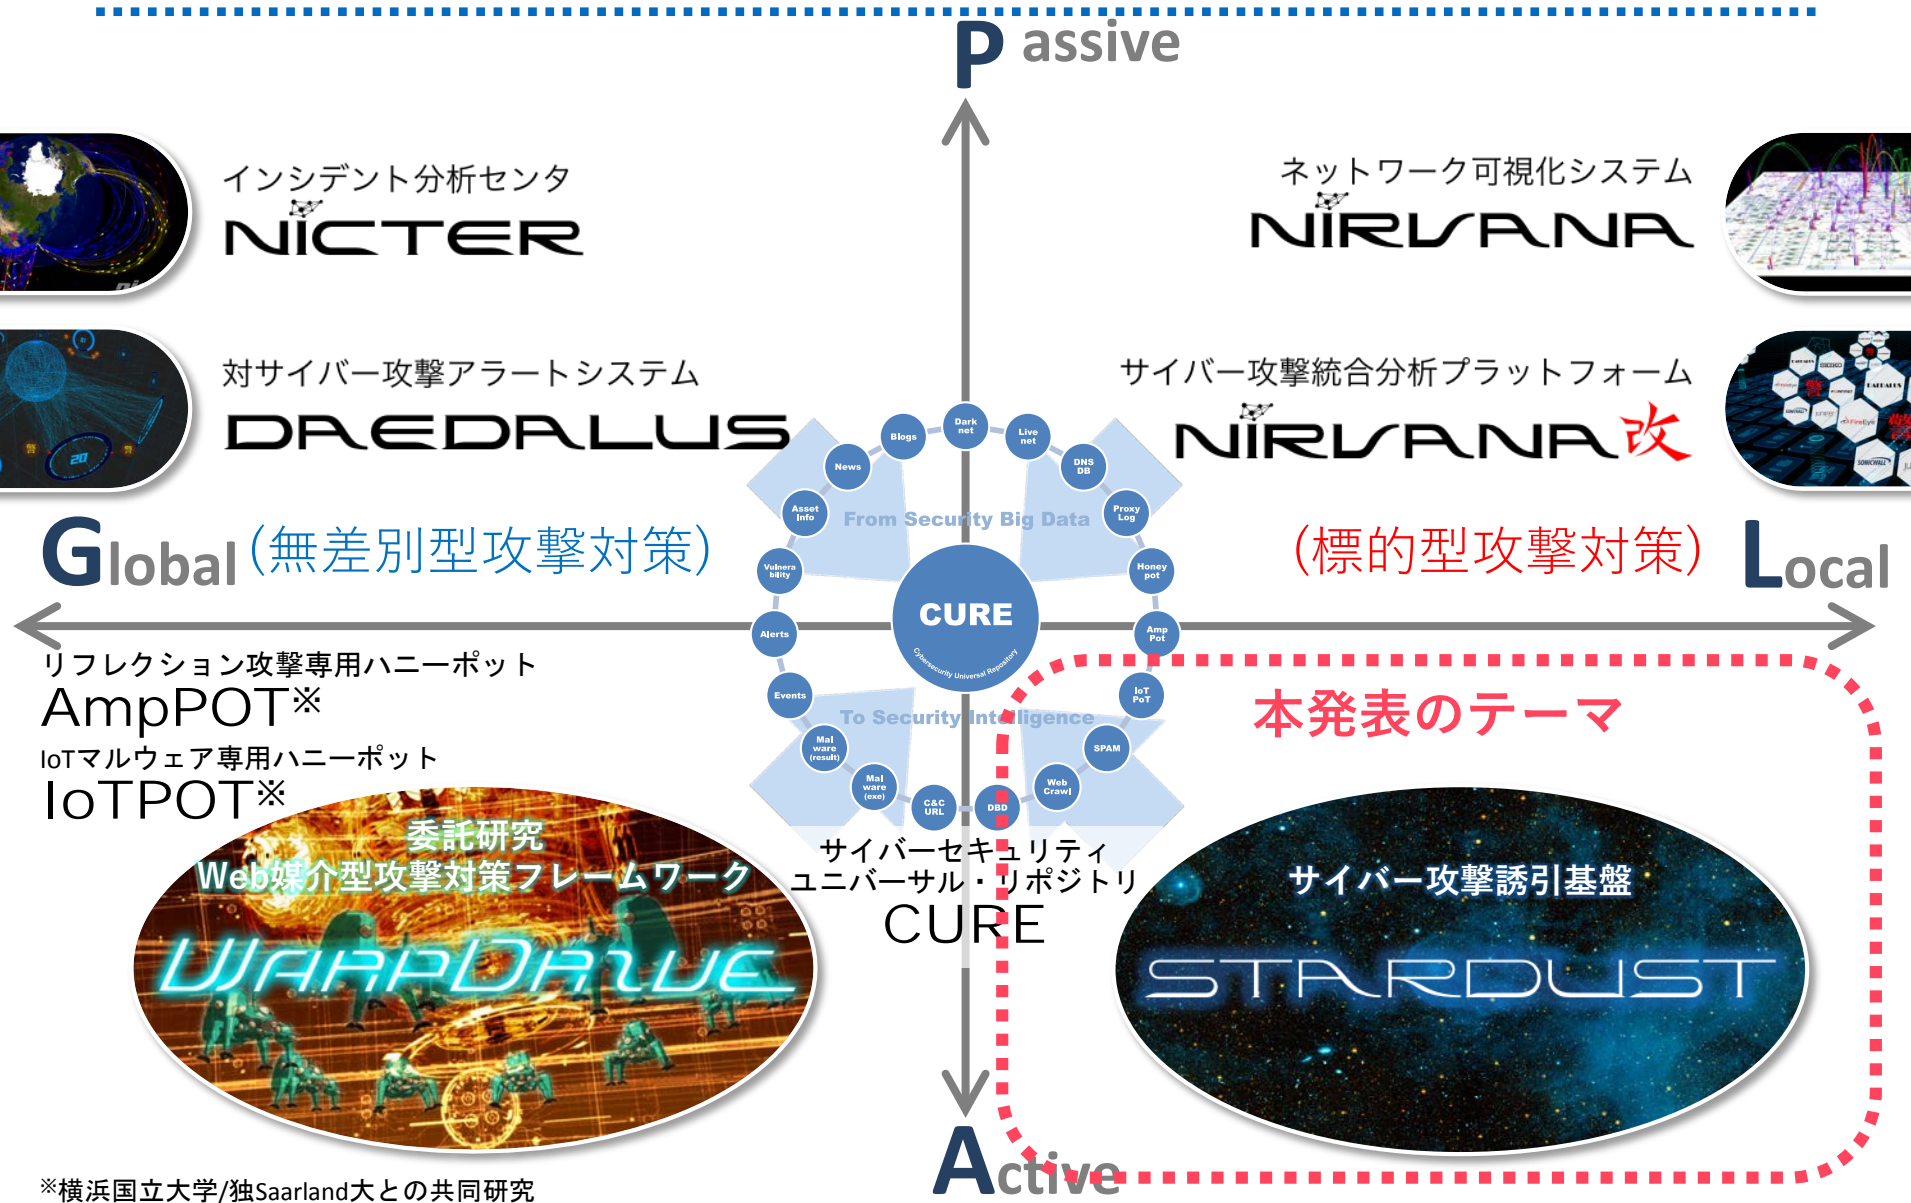 Passive
インシデント分析センタ
NICTER
ネットワーク可視化システム
NIRVANA
対サイバー攻撃アラートシステム
DAEDALUS
サイバー攻撃統合分析プラットフォーム
NIRVANA改
Global
(無差別型攻撃対策)
(標的型攻撃対策)
Local
From Security Big Data
CURE
Cybersecurity Universal Repository
To Security Intelligence
Dark
net
Live
net
DNS
DB
Proxy
Log
Honey
pot
Amp
Pot
IoT
PoT
SPAM
Web
Crawl
DBD
C&C
URL
Mal
ware
(exe)
Mal
ware
(result)
Events
Alerts
Vulnera
bility
Asset
Info
News
Blogs
リフレクション攻撃専用ハニーポット
AmpPOT※
IoTマルウェア専用ハニーポット
IoTPOT※
委託研究
Web媒介型攻撃対策フレームワーク
WARPDRIVE
サイバーセキュリティ
ユニバーサル・リポジトリ
CURE
本発表のテーマ
サイバー攻撃誘引基盤
STARDUST
Active
※横浜国立大学/独Saarland大との共同研究